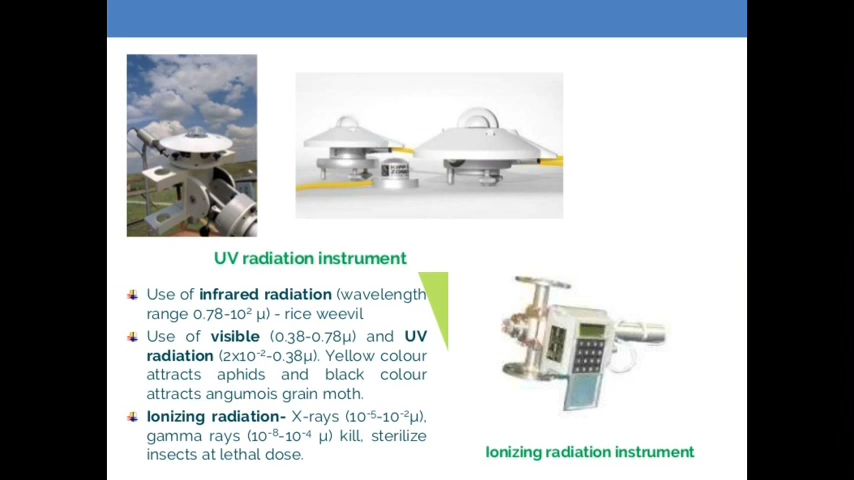 UV radiation instrument
Use of infrared radiation (wavelength
range 0.78-10² µ) - rice weevil
Use of visible (0.38-0.78µ) and UV
radiation (2x10⁻²-0.38µ). Yellow colour
attracts aphids and black colour
attracts angumois grain moth.
Ionizing radiation- X-rays (10⁻⁵-10⁻²µ),
gamma rays (10⁻⁸-10⁻⁴ µ) kill, sterilize
insects at lethal dose.
Ionizing radiation instrument